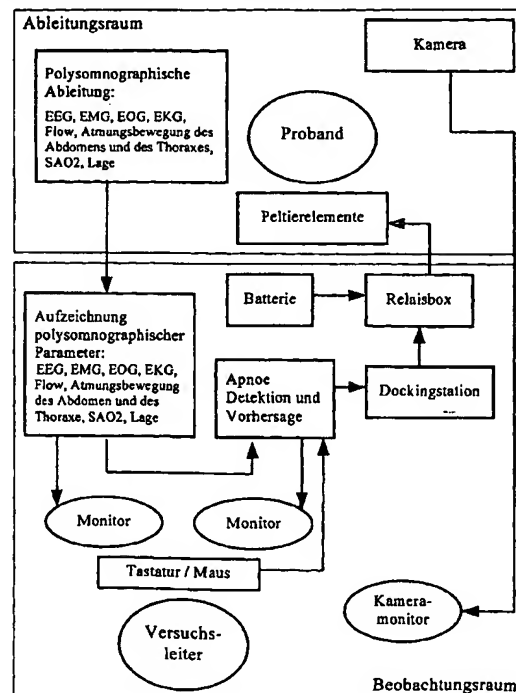 Ableitungsraum
Kamera
Polysomnographische
Ableitung:
EEG, EMG, EOG, EKG,
Flow, Atmungsbewegung des
Abdomens und des Thoraxes,
SAO2, Lage
Proband
Peltierelemente
Batterie
Relaisbox
Aufzeichnung
polysomnographischer
Parameter:
EEG, EMG, EOG, EKG
Flow, Atmungsbewegung
des Abdomen und des
Thoraxe, SAO2, Lage
Apnoe
Detektion und
Vorhersage
Dockingstation
Monitor
Monitor
Tastatur / Maus
Versuchs-
leiter
Kamera-
monitor
Beobachtungsraum